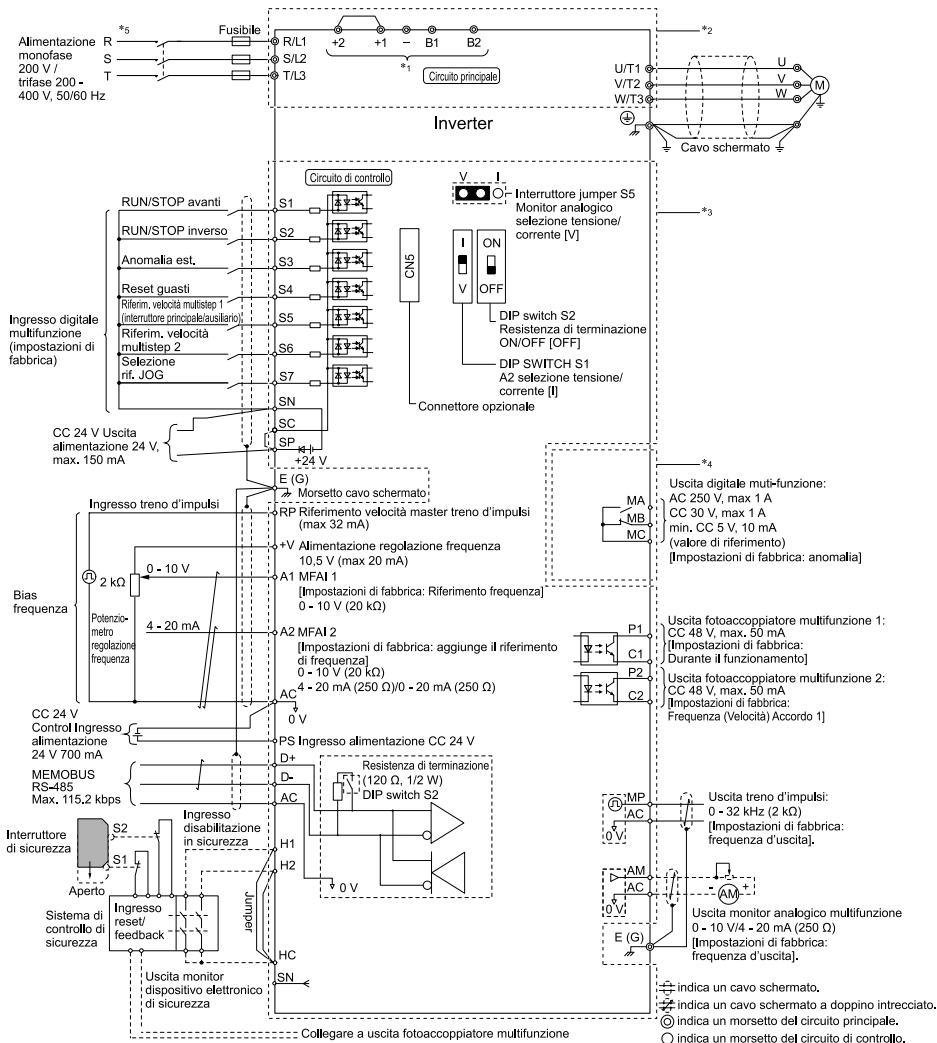 *5
Fusibile
Alimentazione
monofase
200 V /
trifase 200 -
400 V, 50/60 Hz
R
S
T
R/L1
S/L2
T/L3
+2
+1
–
B1
B2
*1
Circuito principale
*2
U/T1
V/T2
W/T3
U
V
W
M
Cavo schermato
Inverter
Circuito di controllo
V
I
Interruttore jumper S5
Monitor analogico
selezione tensione/
corrente [V]
*3
CN5
I
V
ON
OFF
DIP switch S2
Resistenza di terminazione
ON/OFF [OFF]
DIP SWITCH S1
A2 selezione tensione/
corrente [I]
Connettore opzionale
Ingresso digitale
multifunzione
(impostazioni di
fabbrica)
RUN/STOP avanti
S1
RUN/STOP inverso
S2
Anomalia est.
S3
Reset guasti
S4
Riferim. velocità multistep 1
(interruttore principale/ausiliario)
S5
Riferim. velocità
multistep 2
S6
Selezione
rif. JOG
S7
SN
SC
SP
+24 V
CC 24 V Uscita
alimentazione 24 V,
max. 150 mA
E (G)
Morsetto cavo schermato
*4
MA
MB
MC
Uscita digitale muti-funzione:
AC 250 V, max 1 A
CC 30 V, max 1 A
min. CC 5 V, 10 mA
(valore di riferimento)
[Impostazioni di fabbrica: anomalia]
Ingresso treno d'impulsi
RP Riferimento velocità master treno d'impulsi
(max 32 mA)
+V Alimentazione regolazione frequenza
10,5 V (max 20 mA)
Bias
frequenza
2 kΩ
0 - 10 V
A1 MFAI 1
[Impostazioni di fabbrica: Riferimento frequenza]
0 - 10 V (20 kΩ)
Potenzio-
metro
regolazione
frequenza
4 - 20 mA
A2 MFAI 2
[Impostazioni di fabbrica: aggiunge il riferimento
di frequenza]
0 - 10 V (20 kΩ)
4 - 20 mA (250 Ω)/0 - 20 mA (250 Ω)
AC
0 V
P1
C1
Uscita fotoaccoppiatore multifunzione 1:
CC 48 V, max. 50 mA
[Impostazioni di fabbrica:
Durante il funzionamento]
P2
C2
Uscita fotoaccoppiatore multifunzione 2:
CC 48 V, max. 50 mA
[Impostazioni di fabbrica:
Frequenza (Velocità) Accordo 1]
CC 24 V
Control Ingresso
alimentazione
24 V 700 mA
PS Ingresso alimentazione CC 24 V
MEMOBUS
RS-485
Max. 115.2 kbps
D+
D-
AC
Resistenza di terminazione
(120 Ω, 1/2 W)
DIP switch S2
0 V
Ingresso
disabilitazione
in sicurezza
H1
H2
Jumper
HC
SN
Interruttore
di sicurezza
S2
S1
Aperto
Sistema di
controllo di
sicurezza
Ingresso
reset/
feedback
Uscita monitor
dispositivo elettronico
di sicurezza
Collegare a uscita fotoaccoppiatore multifunzione
MP
AC
0 V
Uscita treno d'impulsi:
0 - 32 kHz (2 kΩ)
[Impostazioni di fabbrica:
frequenza d'uscita].
AM
AC
0 V
-
AM
+
Uscita monitor analogico multifunzione
0 - 10 V/4 - 20 mA (250 Ω)
[Impostazioni di fabbrica:
frequenza d'uscita].
E (G)
indica un cavo schermato.
indica un cavo schermato a doppino intrecciato.
indica un morsetto del circuito principale.
indica un morsetto del circuito di controllo.